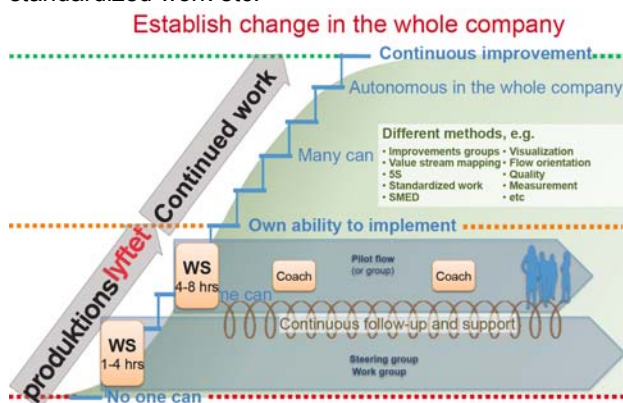 standardized work etc.
Establish change in the whole company
Continuous improvement
Autonomous in the whole company
Different methods, e.g.
• Improvements groups • Visualization
• Value stream mapping • Flow orientation
• 5S • Quality
• Standardized work • Measurement
• SMED • etc
Many can
Continued work
Own ability to implement
produktionslyftet
WS
4-8 hrs
Pilot flow
(or group)
Coach
Coach
ne can
Continuous follow-up and support
WS
1-4 hrs
Steering group
Work group
No one can